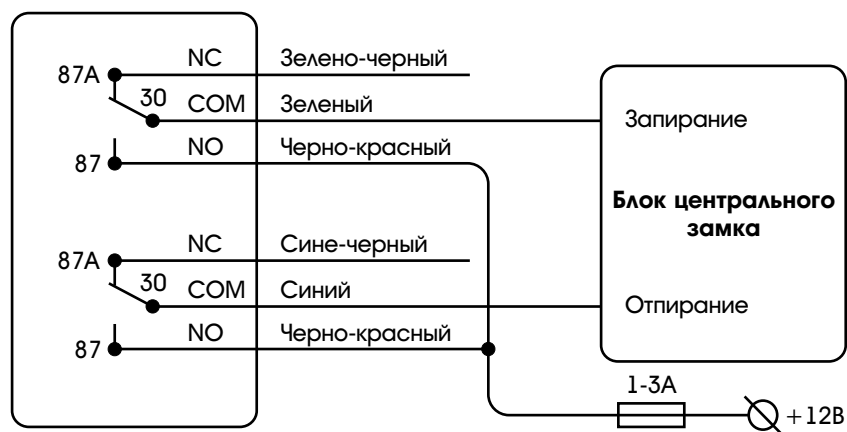 87A NC Зелено-черный
30 COM Зеленый
87 NO Черно-красный
87A NC Сине-черный
30 COM Синий
87 NO Черно-красный
Запирание
Блок центрального
замка
Отпирание
1-3А
+12В